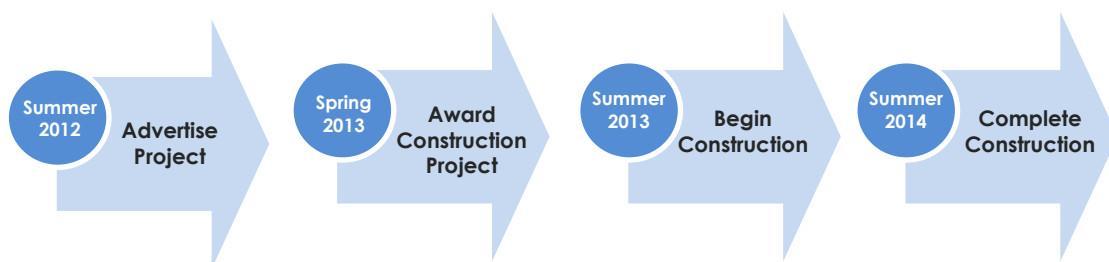 Summer
2012
Advertise
Project
Spring
2013
Award
Construction
Project
Summer
2013
Begin
Construction
Summer
2014
Complete
Construction